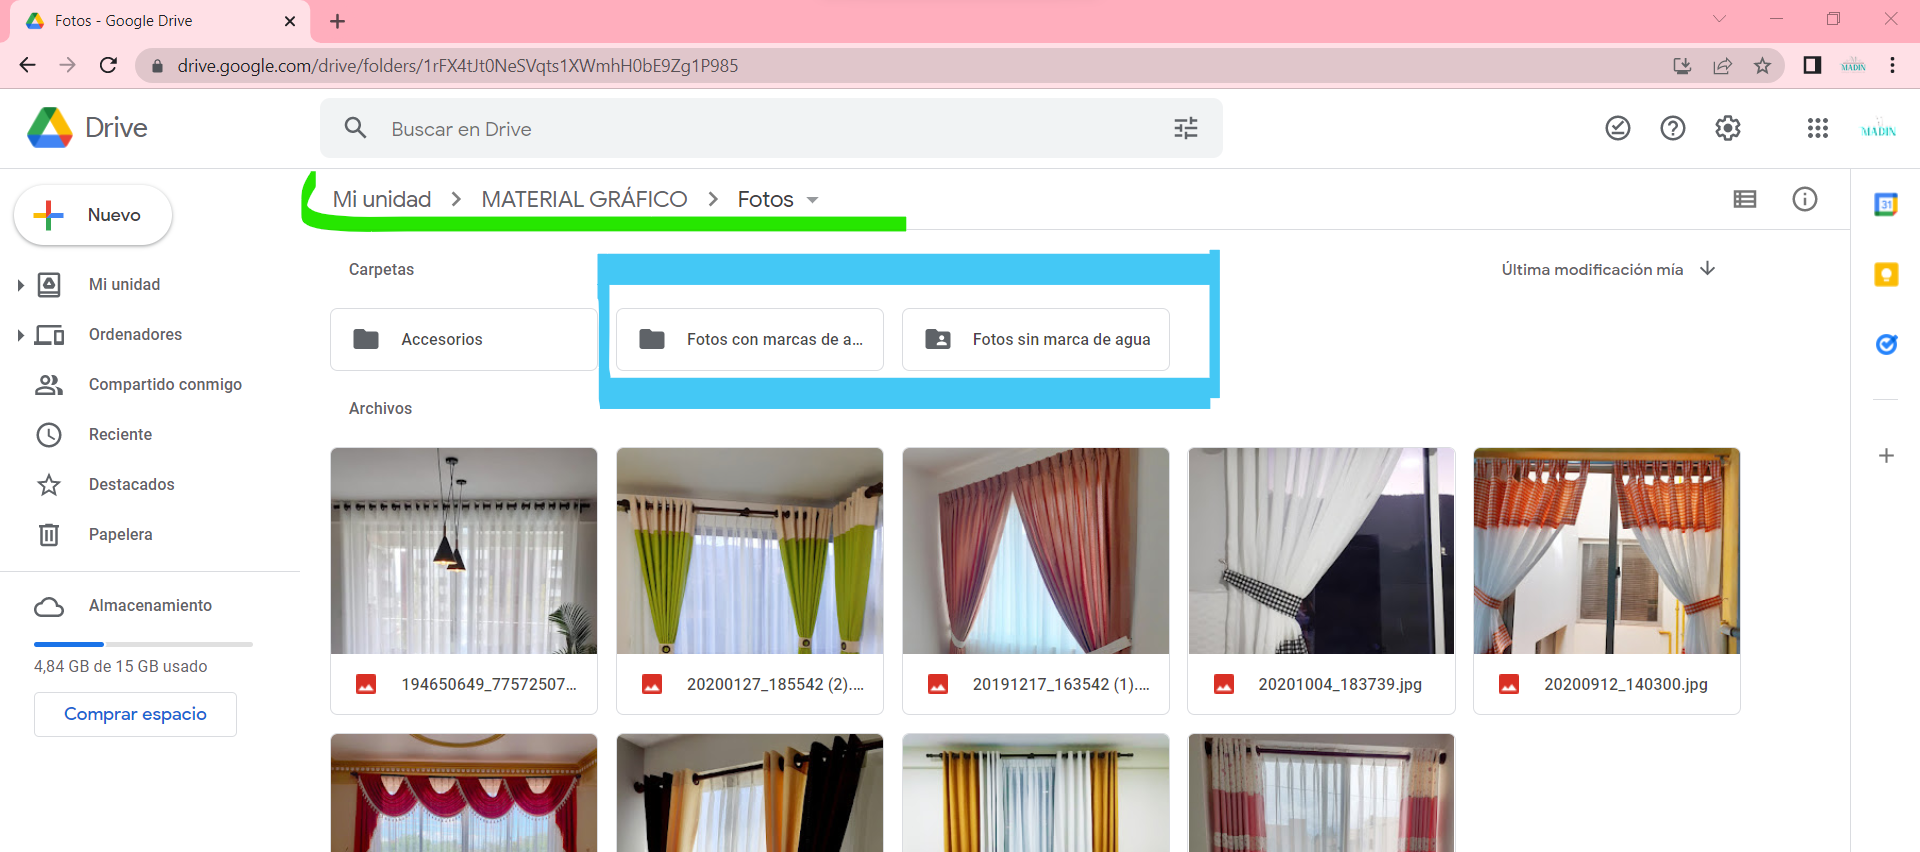 Fotos - Google Drive
drive.google.com/drive/folders/1rFX4tJt0NeSVqts1XWmhH0bE9Zg1P985
MADIN
Drive
Buscar en Drive
MADIN
Nuevo
Mi unidad
Ordenadores
Compartido conmigo
Reciente
Destacados
Papelera
Almacenamiento
4,84 GB de 15 GB usado
Comprar espacio
Mi unidad > MATERIAL GRÁFICO > Fotos
Carpetas
Última modificación mía
Accesorios
Fotos con marcas de a...
Fotos sin marca de agua
Archivos
194650649_77572507...
20200127_185542 (2)....
20191217_163542 (1)....
20201004_183739.jpg
20200912_140300.jpg
31